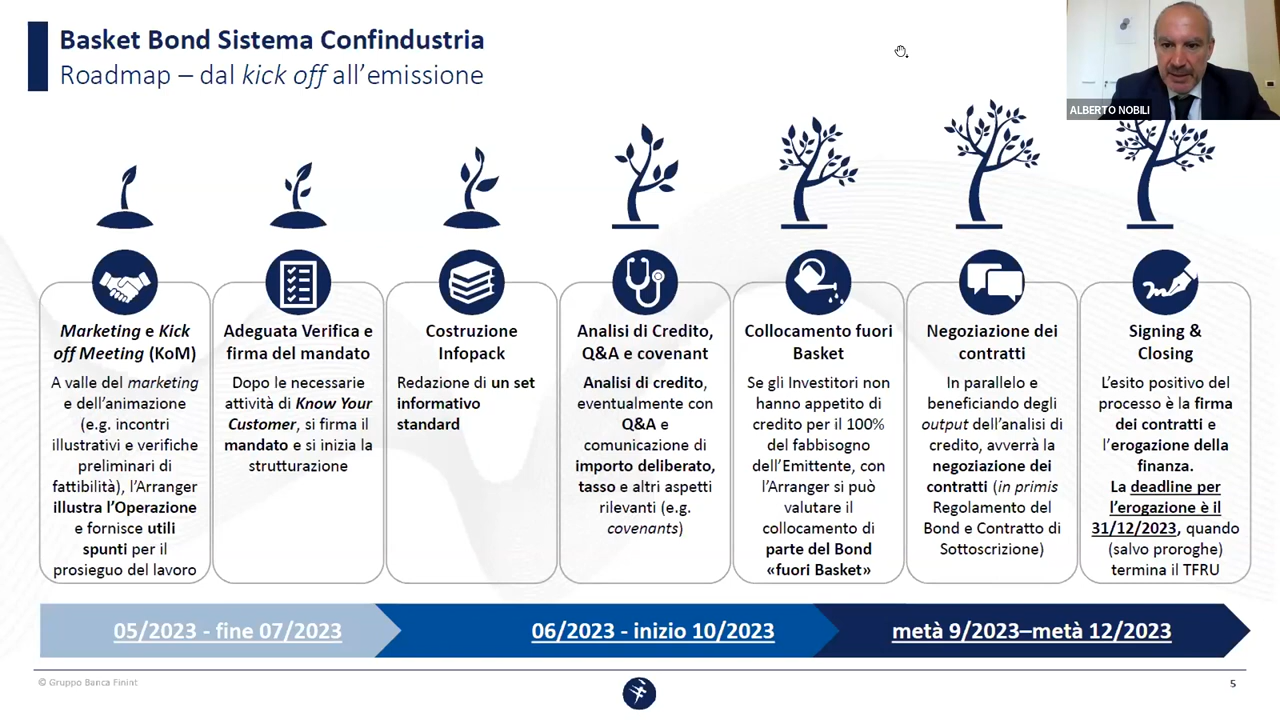 Basket Bond Sistema Confindustria
Roadmap – dal kick off all’emissione
ALBERTO NOBILI
Marketing e Kick
off Meeting (KoM)
A valle del marketing
e dell’animazione
(e.g. incontri
illustrativi e verifiche
preliminari di
fattibilità), l’Arranger
illustra l’Operazione
e fornisce utili
spunti per il
prosieguo del lavoro
Adeguata Verifica e
firma del mandato
Dopo le necessarie
attività di Know Your
Customer, si firma il
mandato e si inizia la
strutturazione
Costruzione
Infopack
Redazione di un set
informativo
standard
Analisi di Credito,
Q&A e covenant
Analisi di credito,
eventualmente con
Q&A e
comunicazione di
importo deliberato,
tasso e altri aspetti
rilevanti (e.g.
covenants)
Collocamento fuori
Basket
Se gli Investitori non
hanno appetito di
credito per il 100%
del fabbisogno
dell’Emittente, con
l’Arranger si può
valutare il
collocamento di
parte del Bond
«fuori Basket»
Negoziazione dei
contratti
In parallelo e
beneficiando degli
output dell’analisi di
credito, avverrà la
negoziazione dei
contratti (in primis
Regolamento del
Bond e Contratto di
Sottoscrizione)
Signing &
Closing
L’esito positivo del
processo è la firma
dei contratti e
l’erogazione della
finanza.
La deadline per
l’erogazione è il
31/12/2023, quando
(salvo proroghe)
termina il TFRU
05/2023 - fine 07/2023
06/2023 - inizio 10/2023
metà 9/2023–metà 12/2023
© Gruppo Banca Finint
5